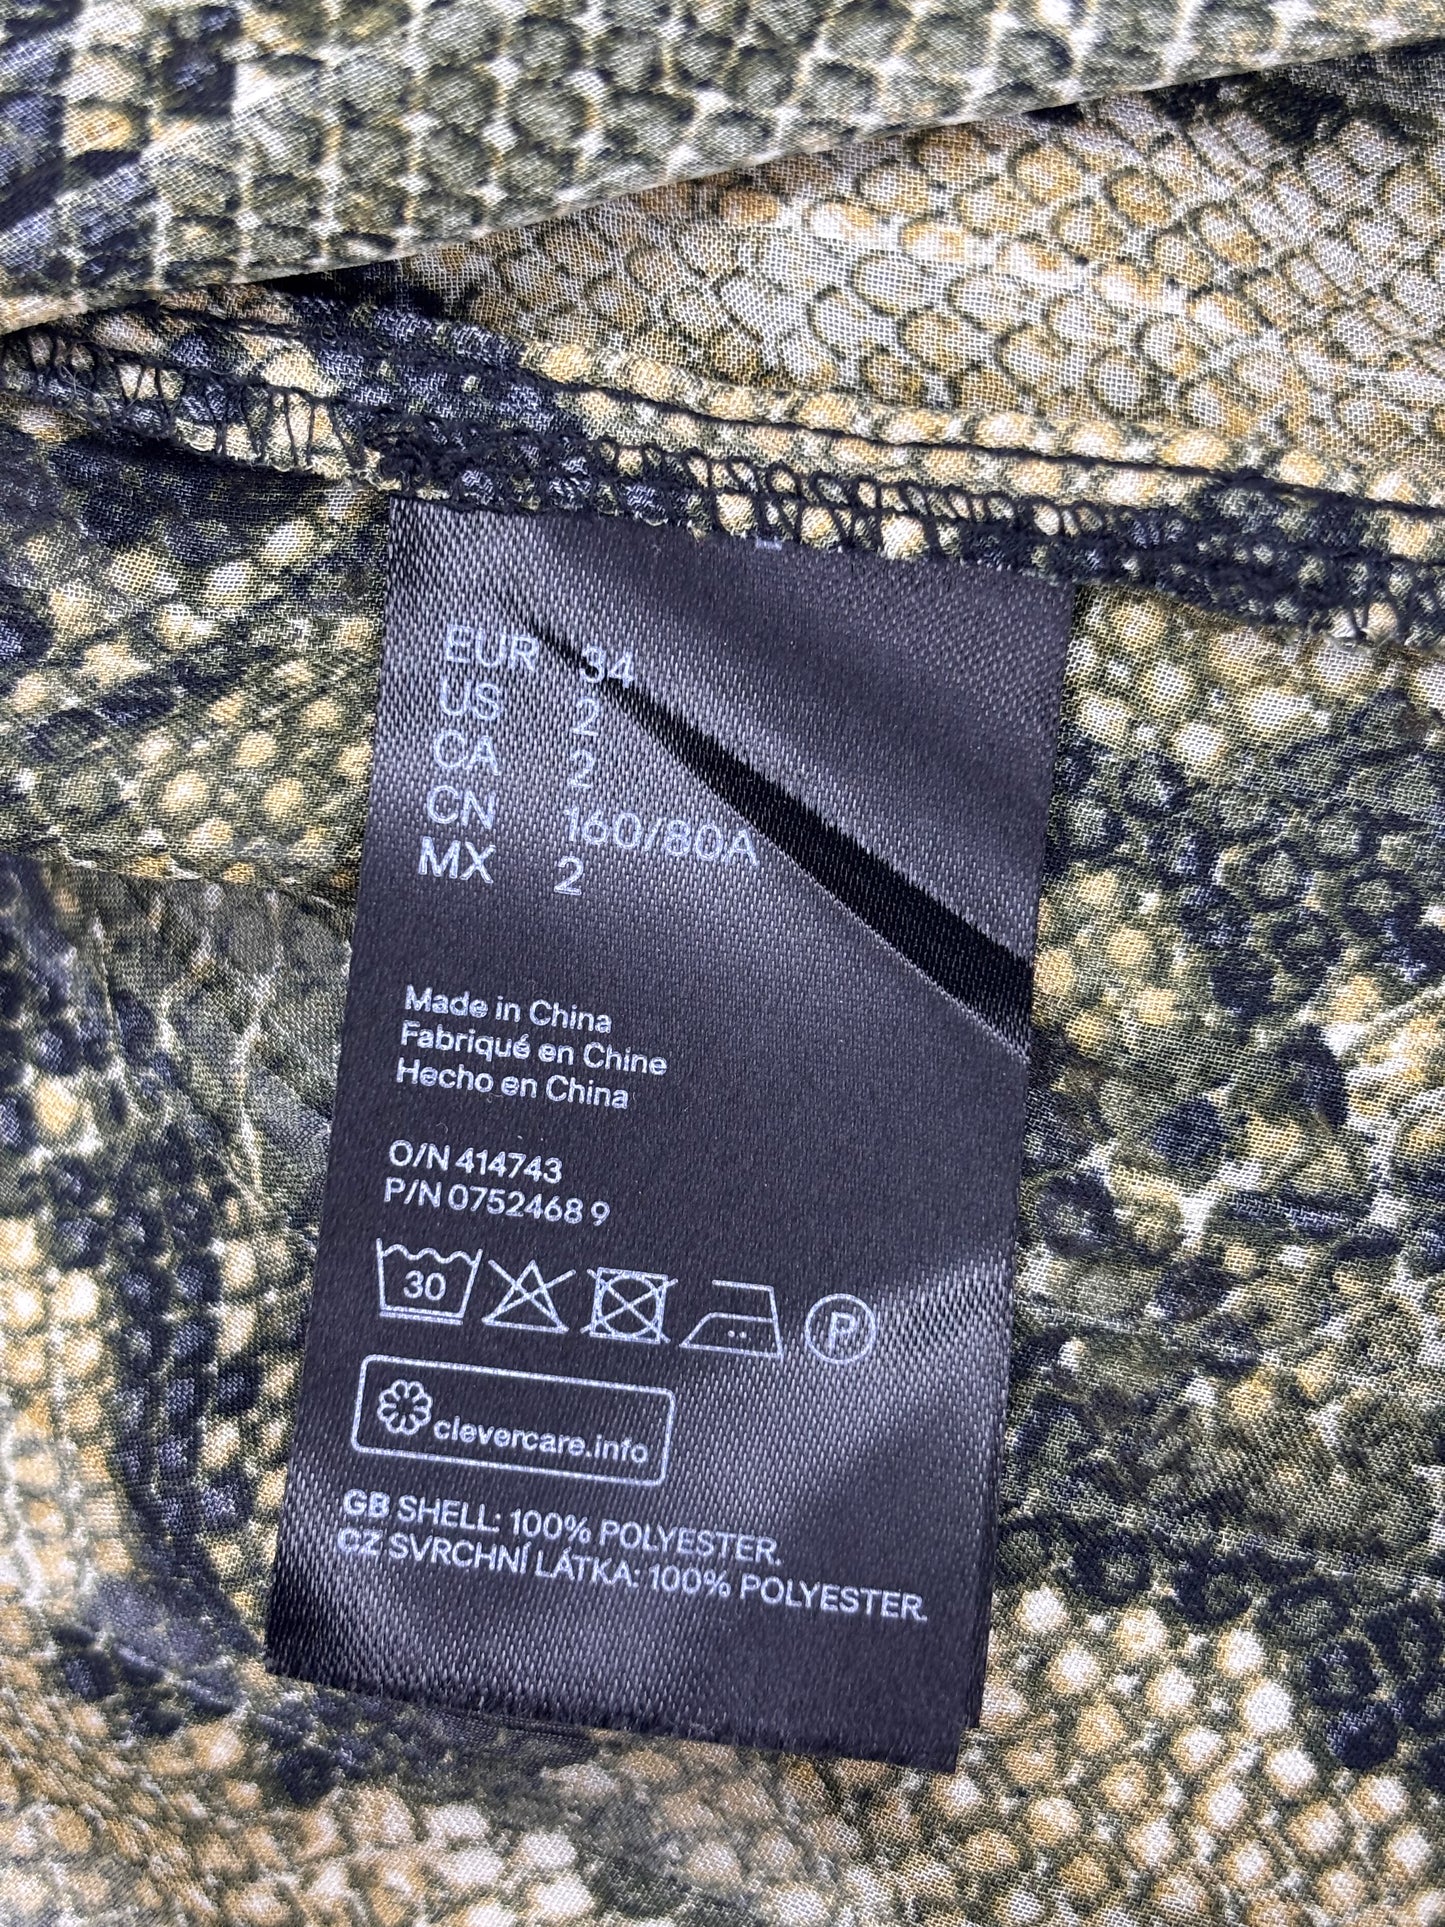 EUR 34
US 2
CA 2
CN 160/80A
MX 2
Made in China
Fabriqué en Chine
Hecho en China
O/N 414743
P/N 0752468 9
30
P
clevercare.info
GB SHELL: 100% POLYESTER.
CZ SVRCHNÍ LÁTKA: 100% POLYESTER.